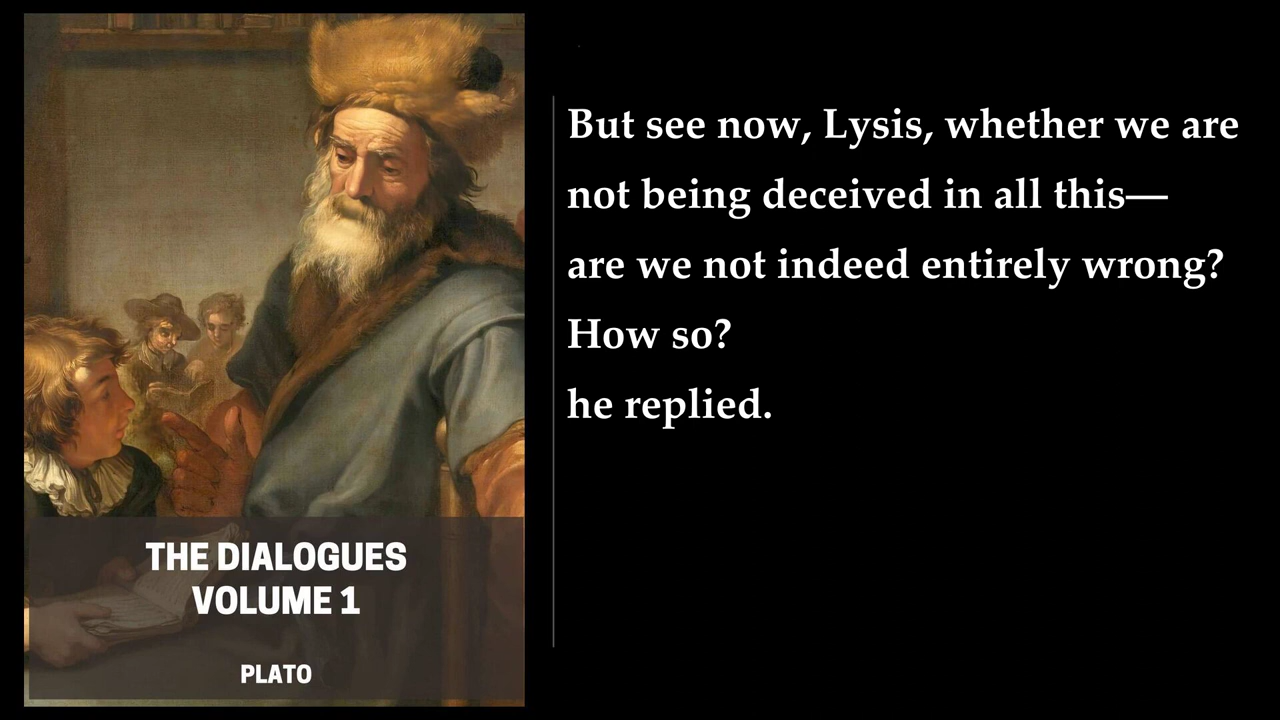 THE DIALOGUES
VOLUME 1
PLATO
But see now, Lysis, whether we are
not being deceived in all this—
are we not indeed entirely wrong?
How so?
he replied.